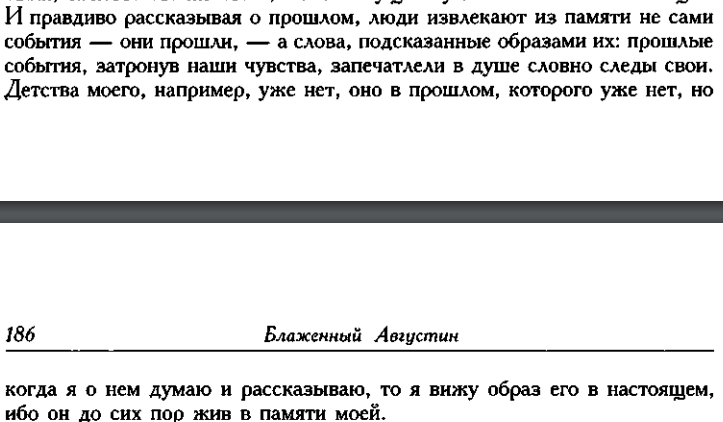 И правдиво рассказывая о прошлом, люди извлекают из памяти не сами
события — они прошли, — а слова, подсказанные образами их: прошлые
события, затронув наши чувства, запечатлели в душе словно следы свои.
Детства моего, например, уже нет, оно в прошлом, которого уже нет, но
186 Блаженный Августин
когда я о нем думаю и рассказываю, то я вижу образ его в настоящем,
ибо он до сих пор жив в памяти моей.